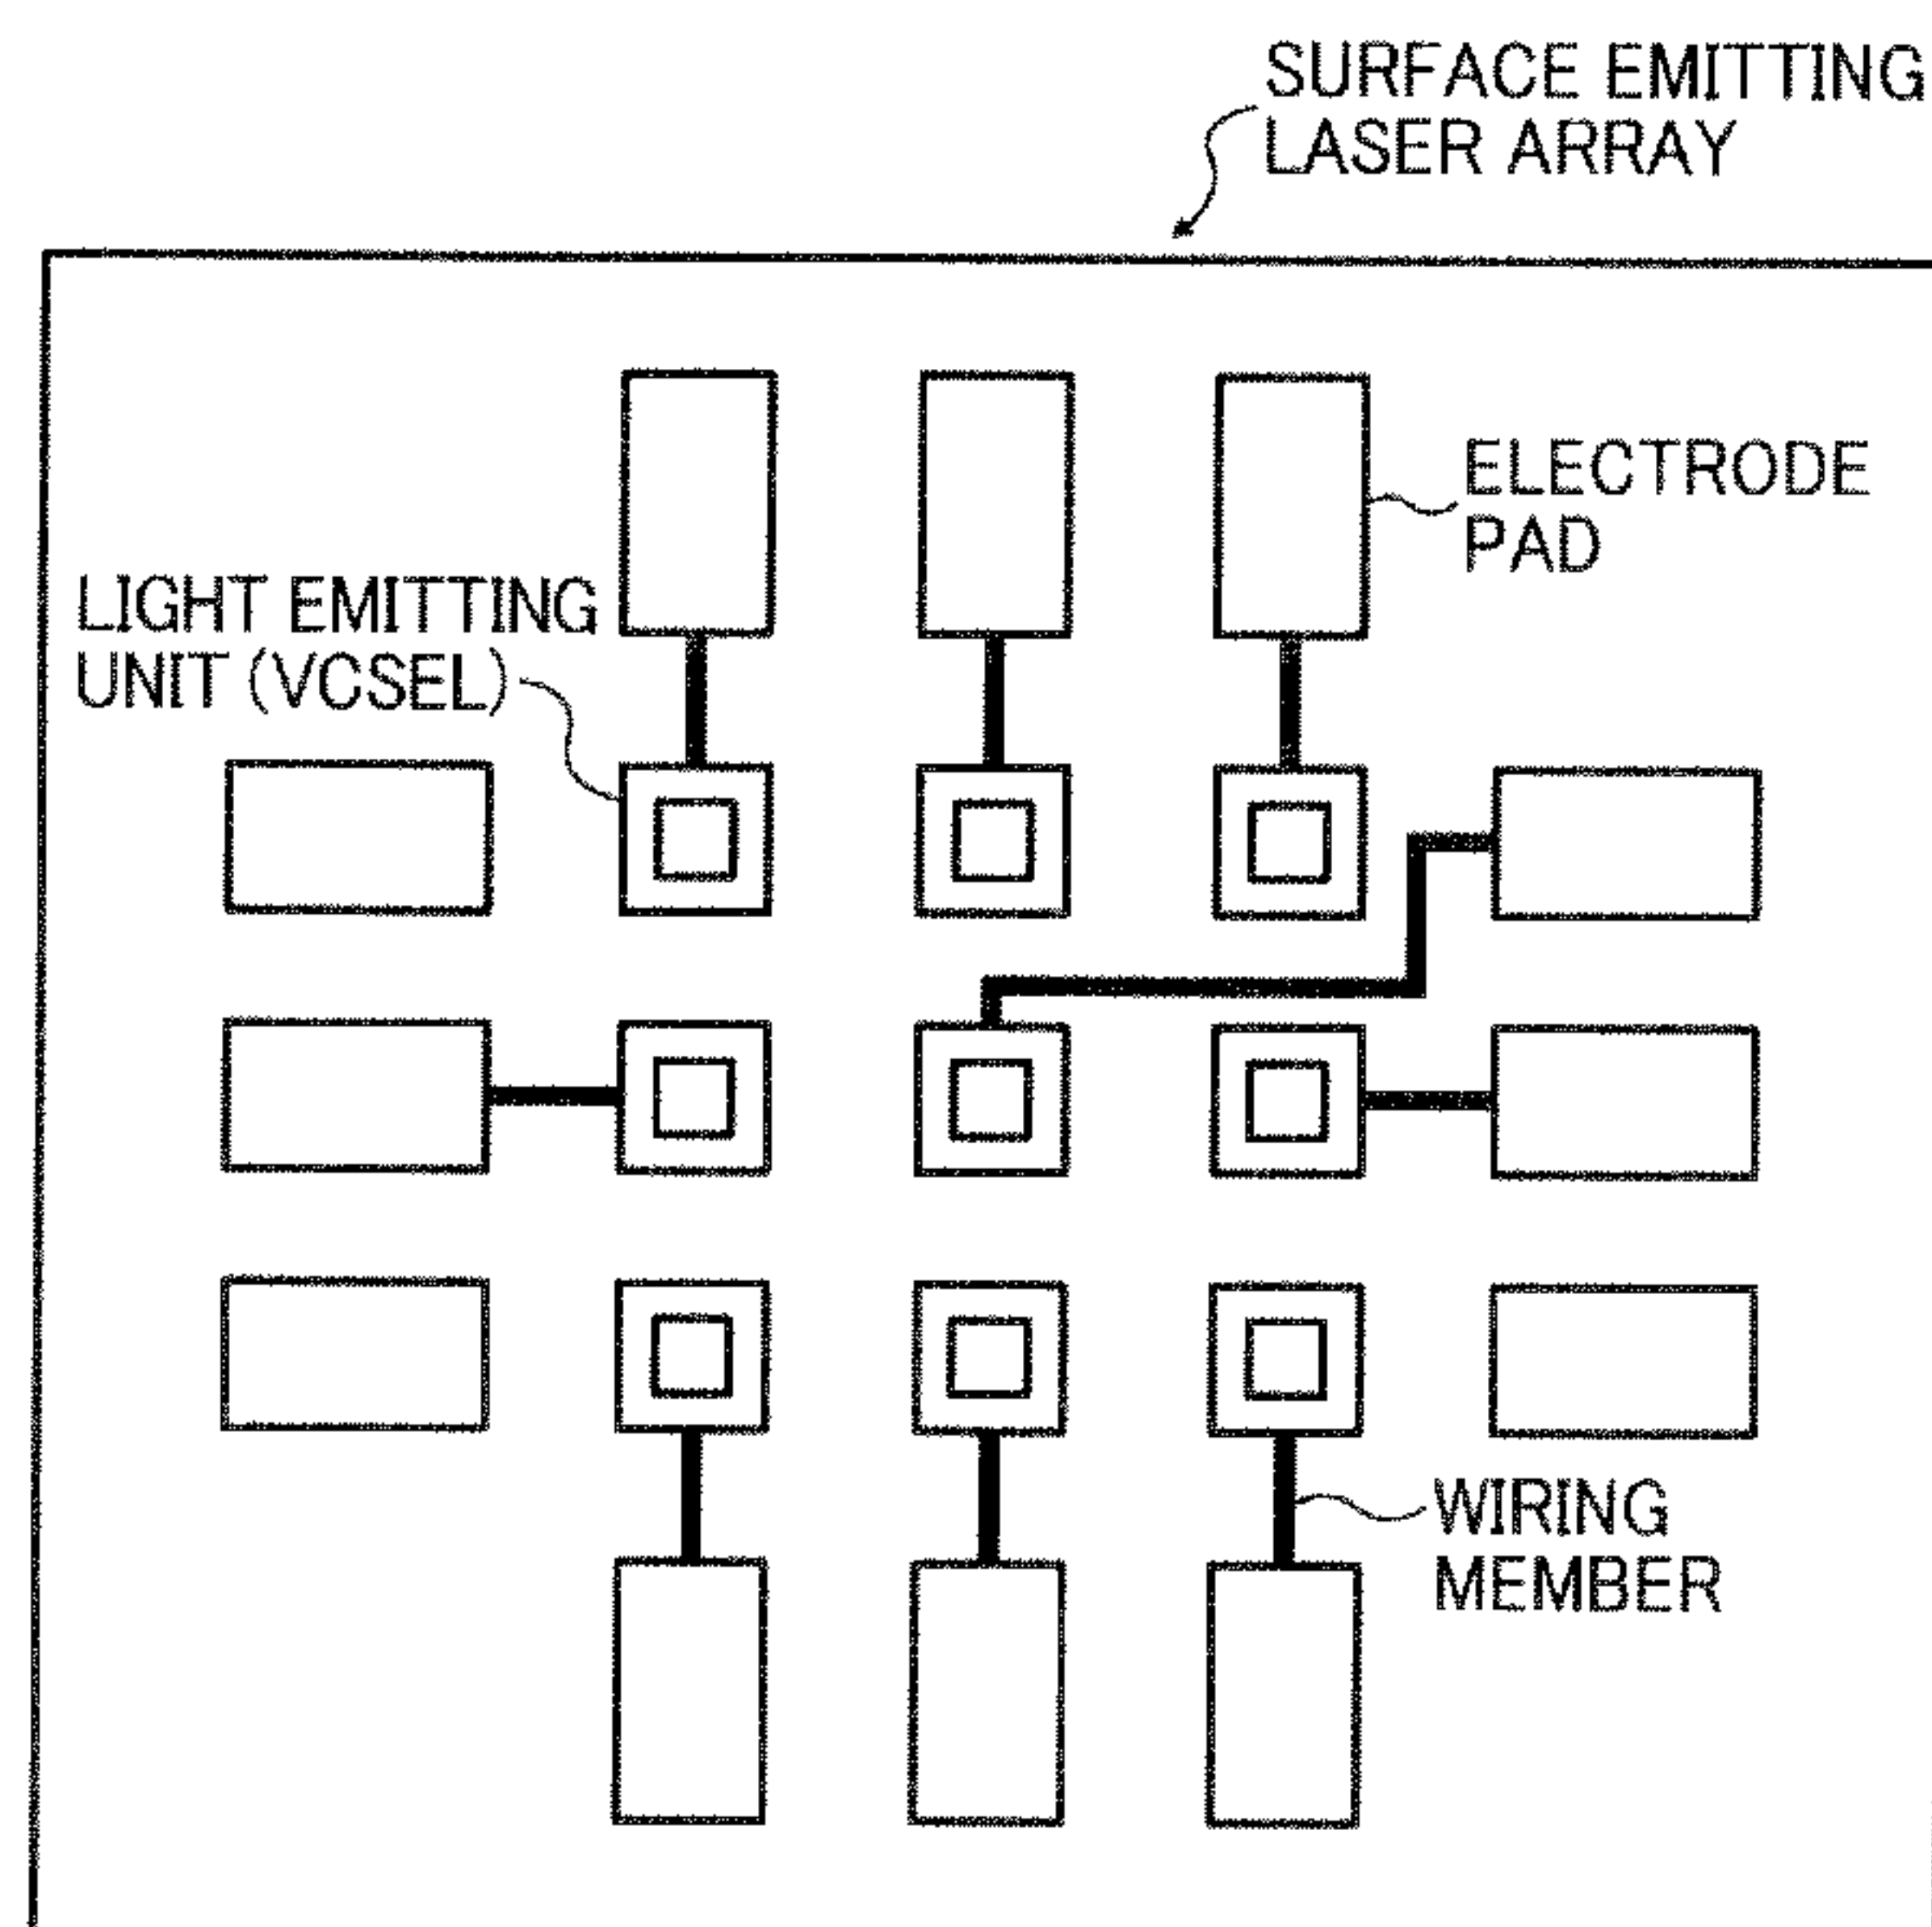 SURFACE EMITTING
LASER ARRAY
ELECTRODE
PAD
LIGHT EMITTING
UNIT (VCSEL)
WIRING
MEMBER